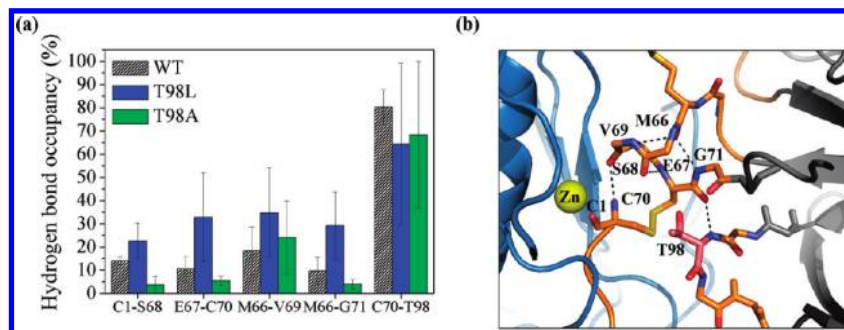 (a)
Hydrogen bond occupancy (%)
100
90
80
70
60
50
40
30
20
10
0
WT
T98L
T98A
C1-S68 E67-C70 M66-V69 M66-G71 C70-T98
(b)
M66
V69
G71
E67
S68
Zn
C1
C70
T98